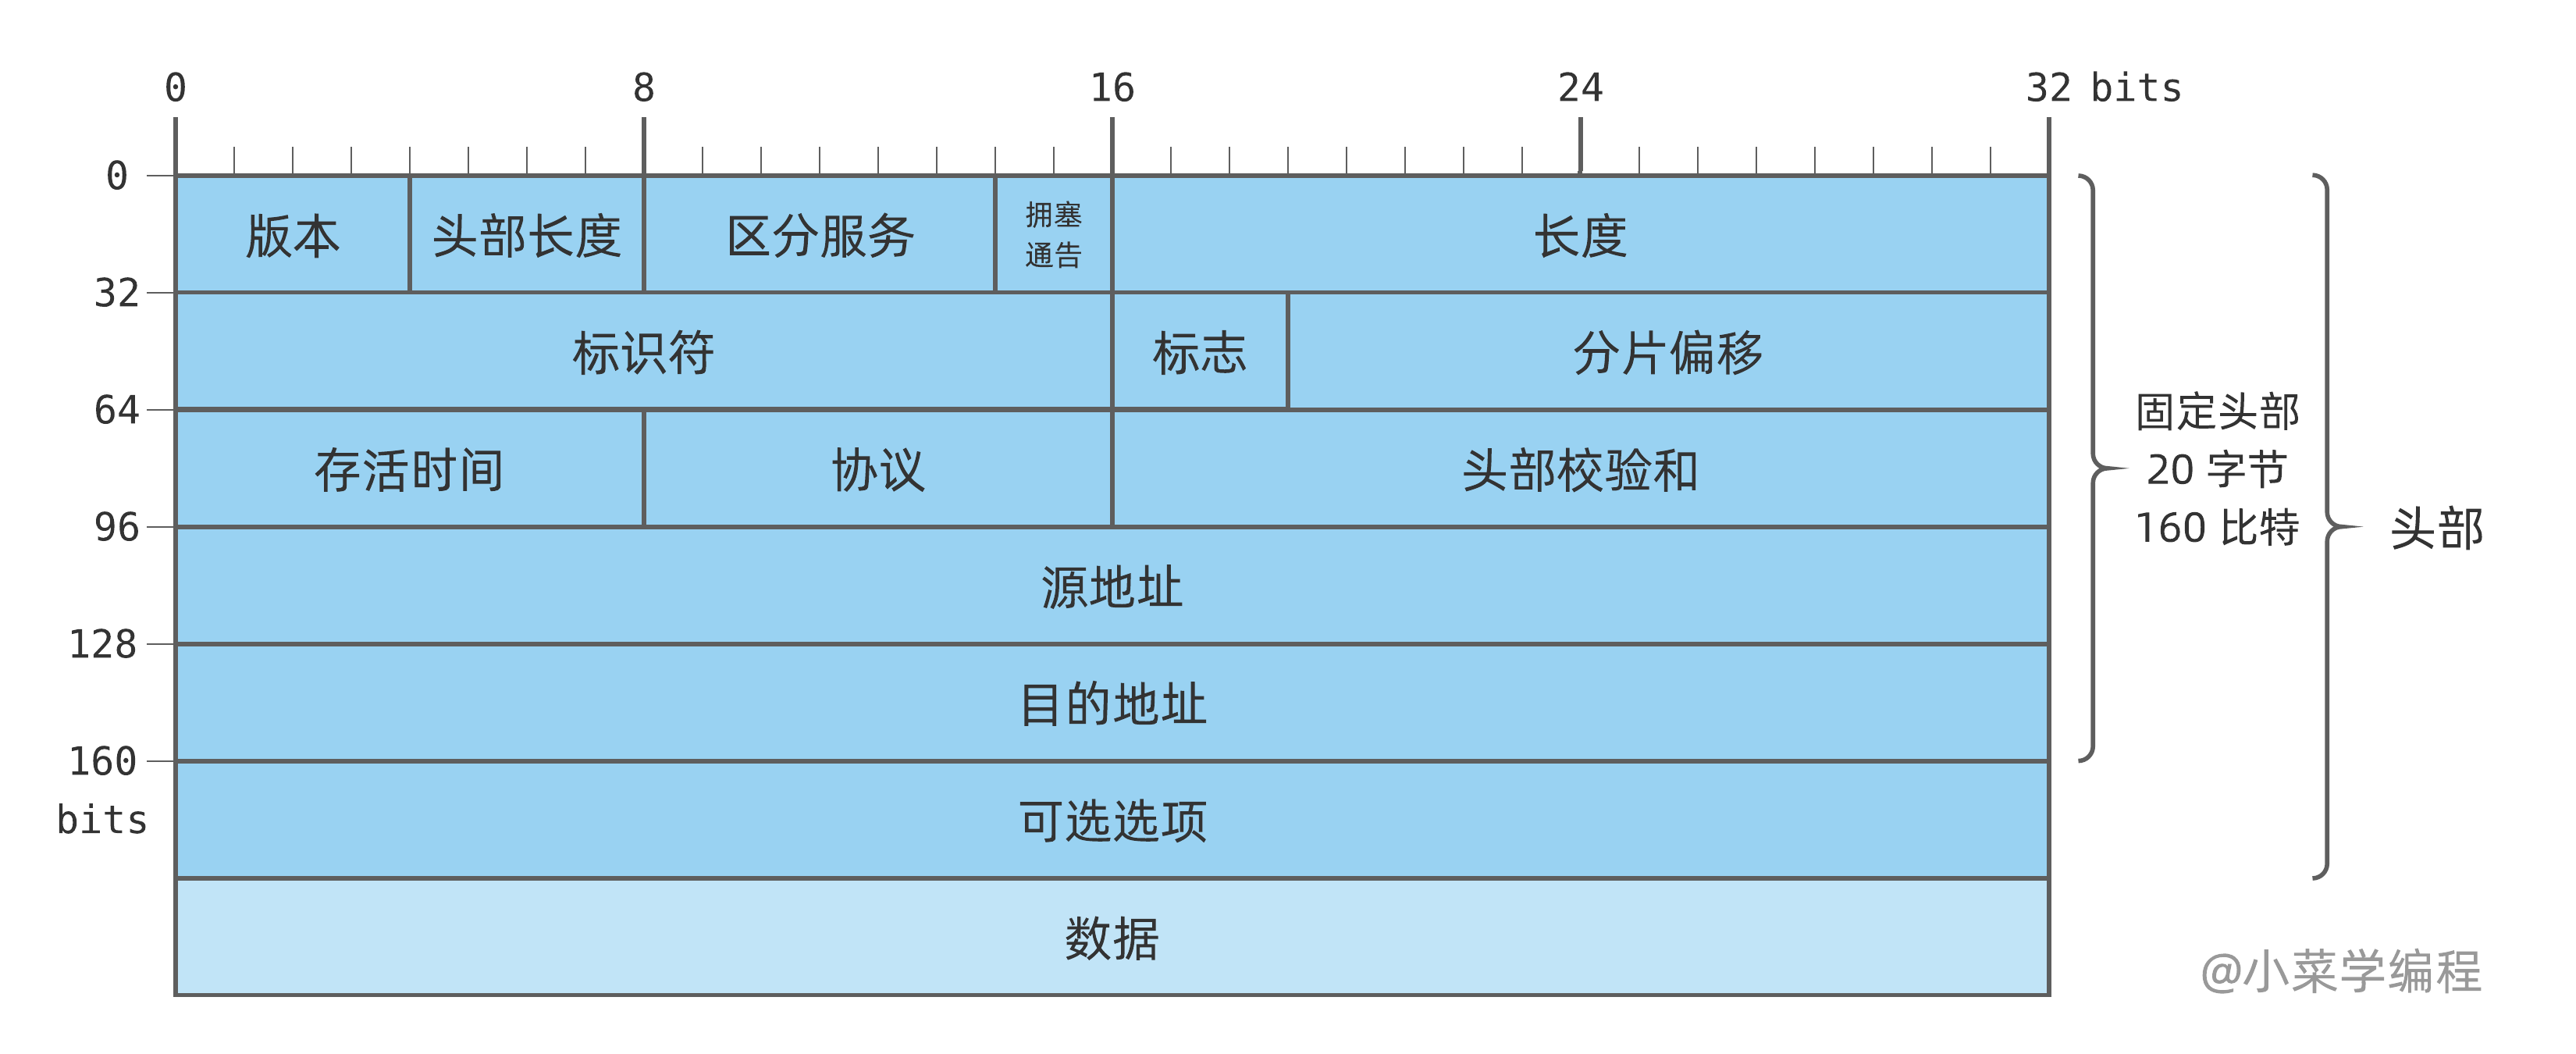 0 8 16 24 32 bits
0
版本 头部长度 区分服务 拥塞 长度
通告
32
标识符 标志 分片偏移
64
存活时间 协议 头部校验和
96
源地址
128
目的地址
160
bits
可选选项
数据
固定头部
20 字节
160 比特
头部
@小菜学编程